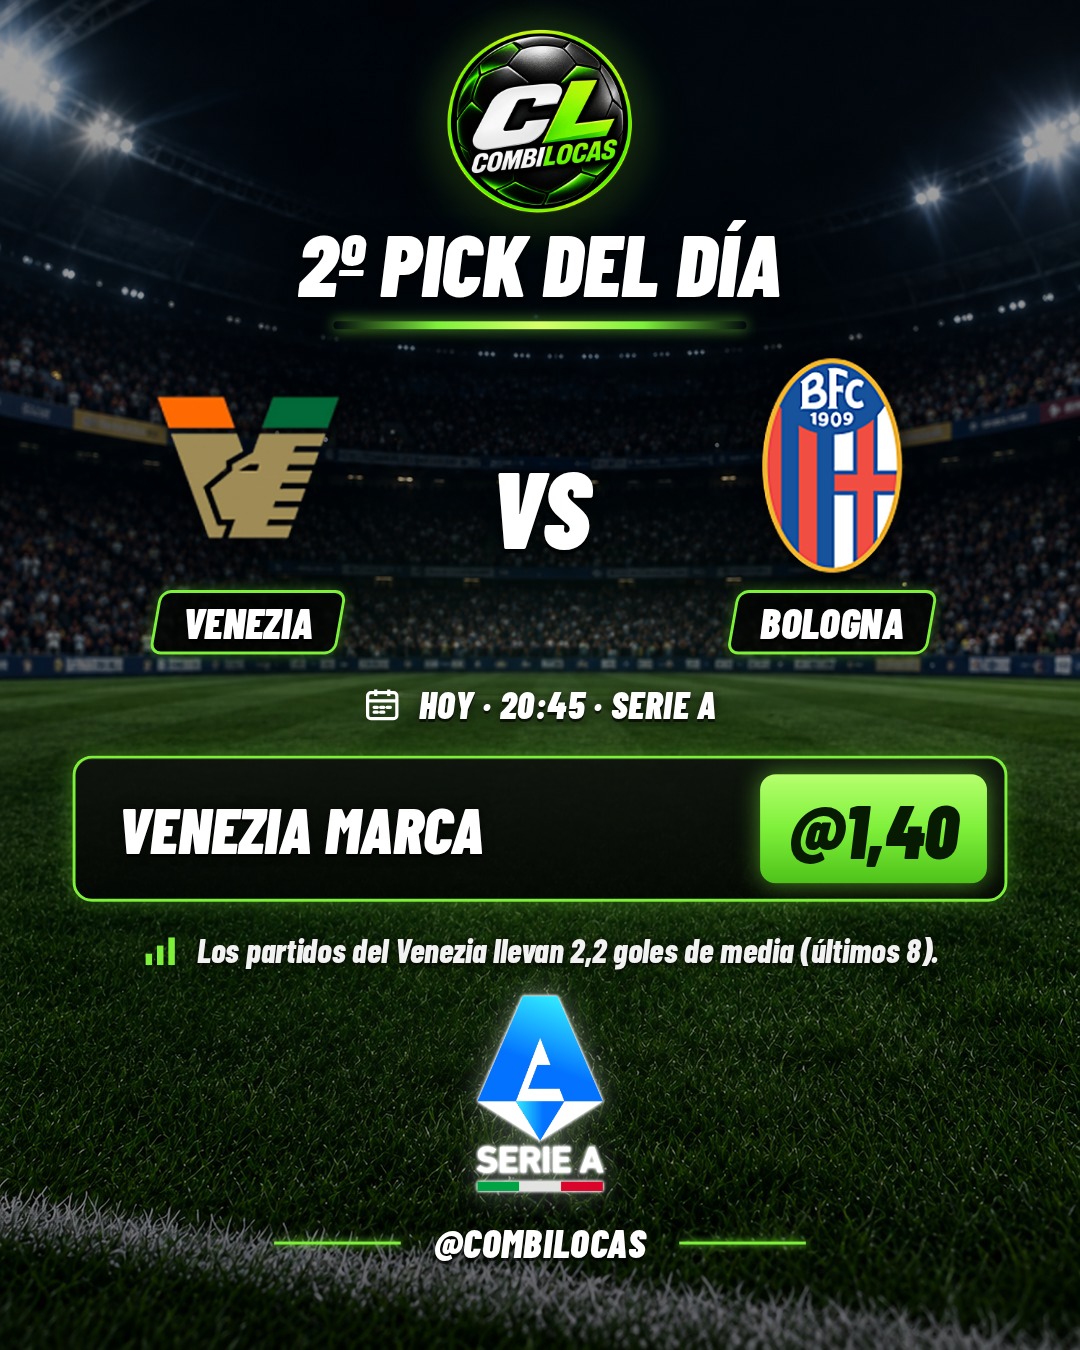 CL
COMBILOCAS
2º PICK DEL DÍA
BFC
1909
VS
VENEZIA
BOLOGNA
HOY · 20:45 · SERIE A
VENEZIA MARCA
@1,40
Los partidos del Venezia llevan 2,2 goles de media (últimos 8).
SERIE A
@COMBILOCAS